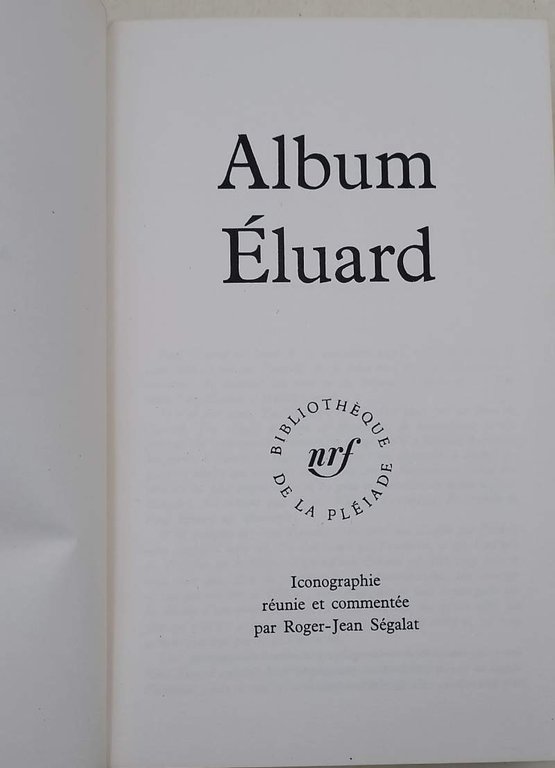 Album
Éluard
BIBLIOTHÈQUE
nrf
DE LA PLÉIADE
Iconographie
réunie et commentée
par Roger-Jean Ségalat